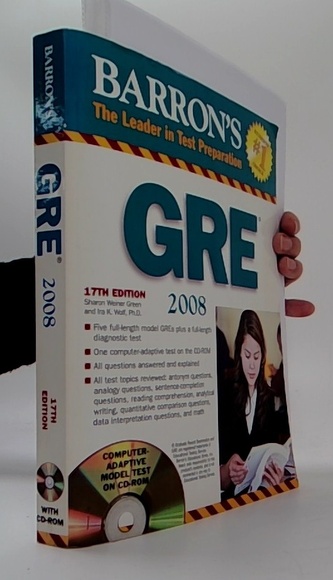 BARRON'S
The Leader in Test Preparation
#1
GRE®
2008
17TH EDITION
Sharon Weiner Green
and Ira K. Wolf, Ph.D.
Five full-length model GREs plus a full-length
diagnostic test
One computer-adaptive test on the CD-ROM
All questions answered and explained
All test topics reviewed: antonym questions,
analogy questions, sentence-completion
questions, reading comprehension, analytical
writing, quantitative comparison questions,
data interpretation questions, and math
COMPUTER-
ADAPTIVE
MODEL TEST
ON CD-ROM
BARRON'S
GRE®
2008
17TH
EDITION
WITH
CD-ROM